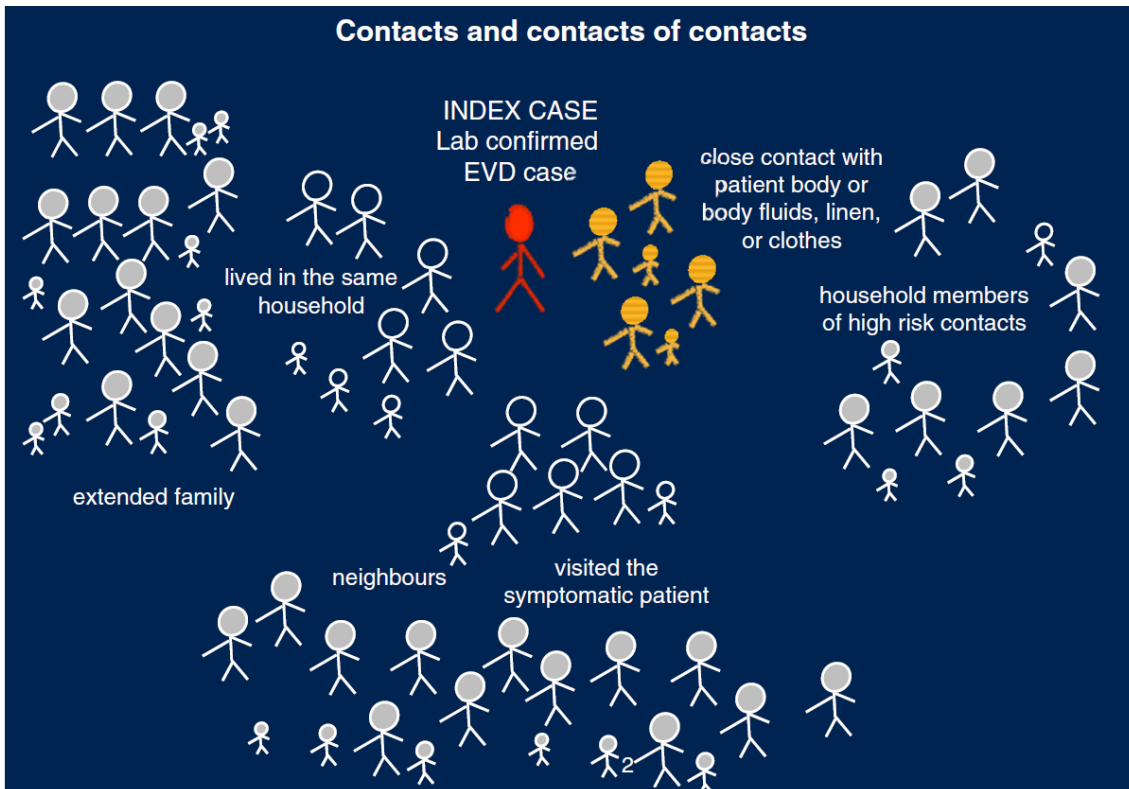 Contacts and contacts of contacts
INDEX CASE
Lab confirmed
EVD case
close contact with
patient body or
body fluids, linen,
or clothes
lived in the same
household
household members
of high risk contacts
extended family
neighbours
visited the
symptomatic patient
2